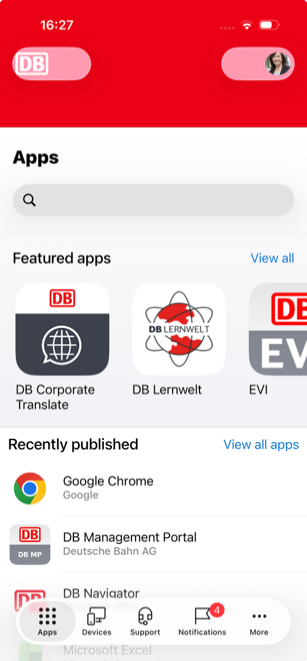 16:27
DB
Apps
Featured apps View all
DB DB LERNWELT DB
EVI
DB Corporate
Translate
DB Lernwelt
EVI
Recently published View all apps
Google Chrome
Google
DB
DB MP
DB Management Portal
Deutsche Bahn AG
DB
DB Navigator
4
Apps Devices Support Notifications More
Microsoft Excel